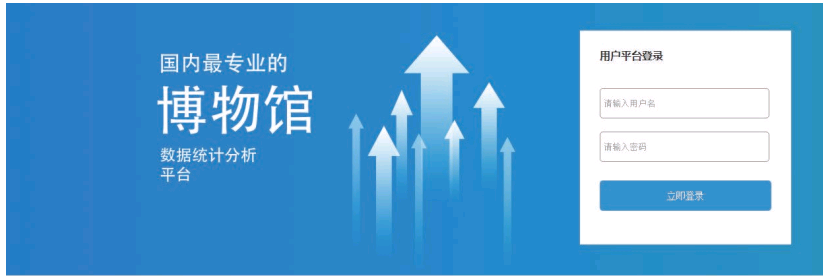 国内最专业的
博物馆
数据统计分析
平台
用户平台登录
请输入用户名
请输入密码
立即登录